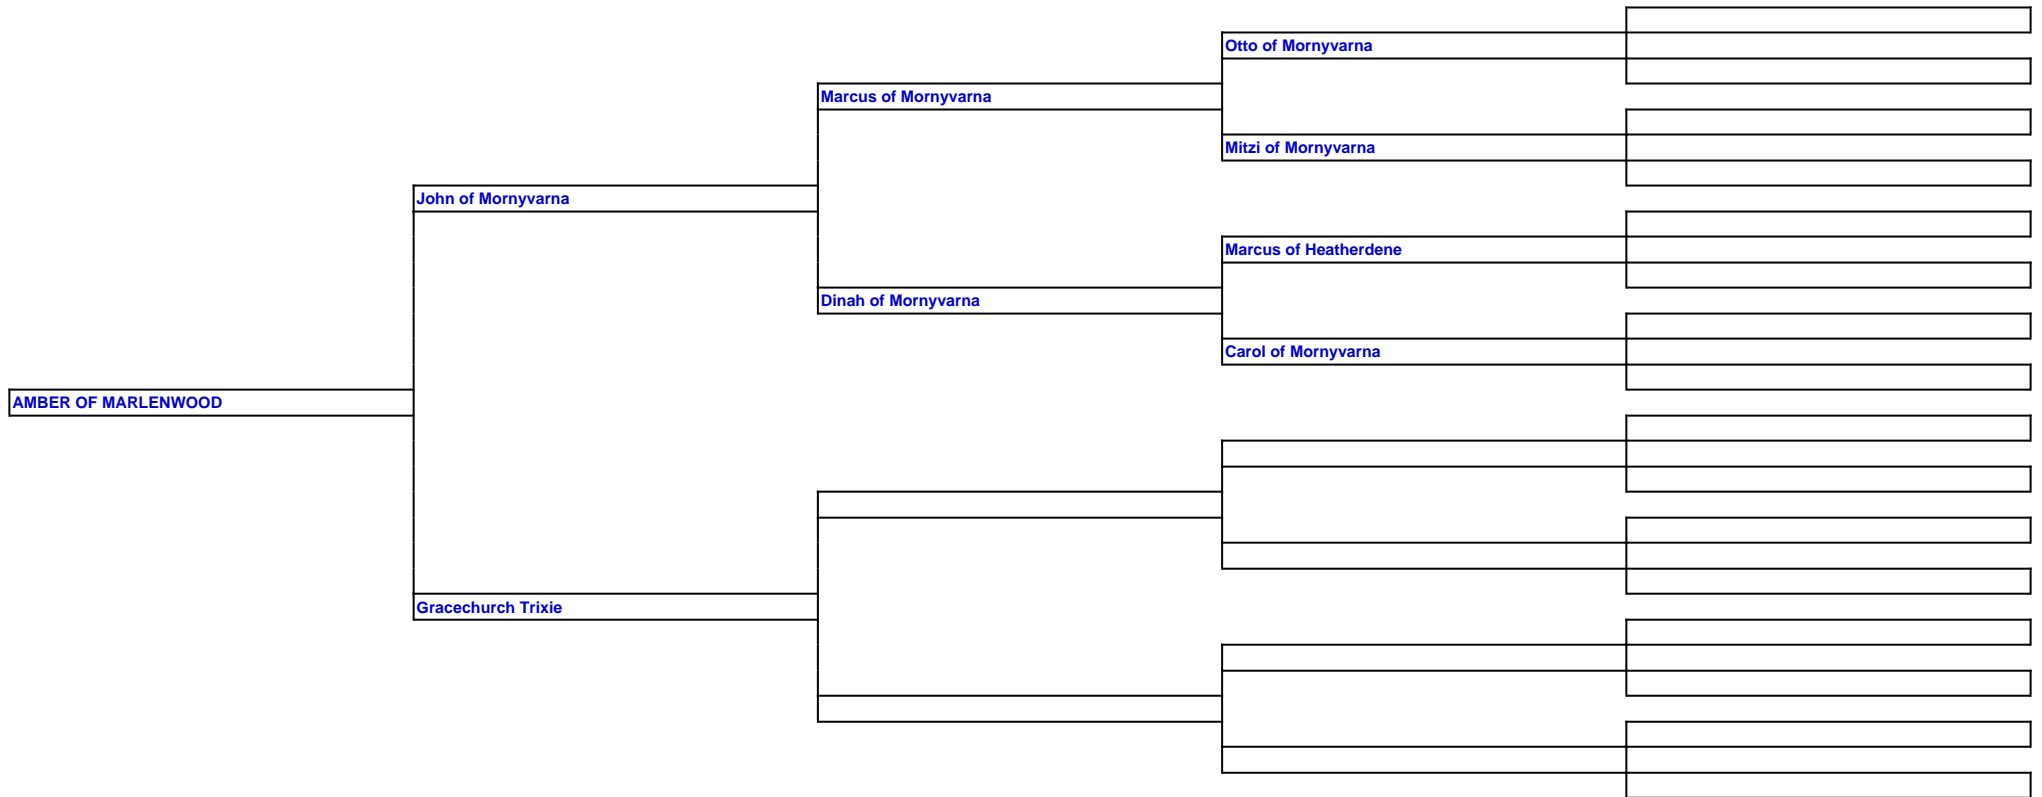 Otto of Mornyvarna
Marcus of Mornyvarna
Mitzi of Mornyvarna
John of Mornyvarna
Marcus of Heatherdene
Dinah of Mornyvarna
Carol of Mornyvarna
AMBER OF MARLENWOOD
Gracechurch Trixie